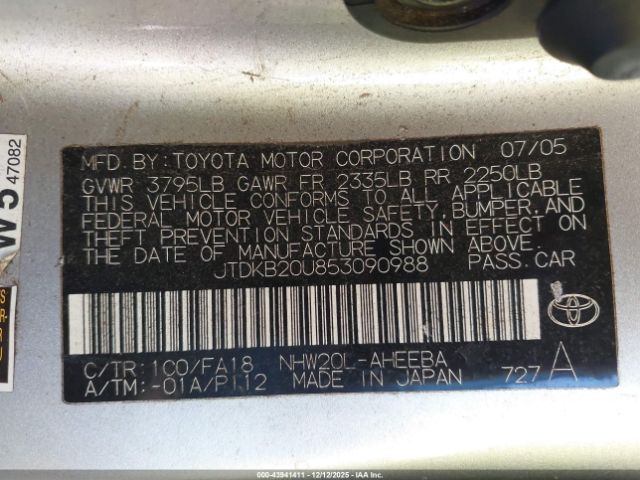 MFD. BY: TOYOTA MOTOR CORPORATION 07/05
GVWR 3795LB GAWR FR 2335LB RR 2250LB
THIS VEHICLE CONFORMS TO ALL APPLICABLE
FEDERAL MOTOR VEHICLE SAFETY, BUMPER, AND
THEFT PREVENTION STANDARDS IN EFFECT ON
THE DATE OF MANUFACTURE SHOWN ABOVE.
JTDKB20U853090988 PASS. CAR
C/TR: 1C0/FA18 NHW20L-AHEEBA
A/TM: -01A/P112 MADE IN JAPAN 727 A
W5 47082
000-43941411 - 12/12/2025 - IAA Inc.